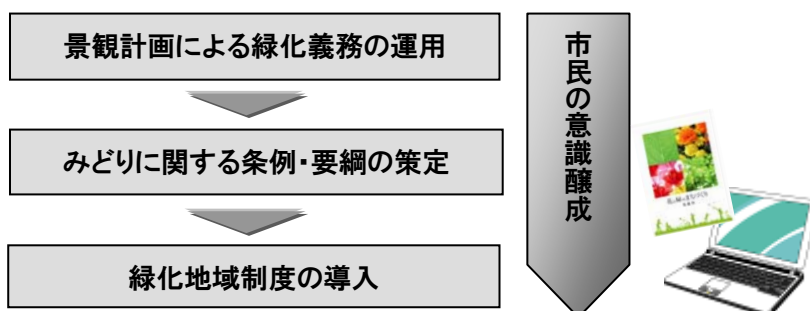 景観計画による緑化義務の運用
みどりに関する条例・要綱の策定
緑化地域制度の導入
市民の意識醸成